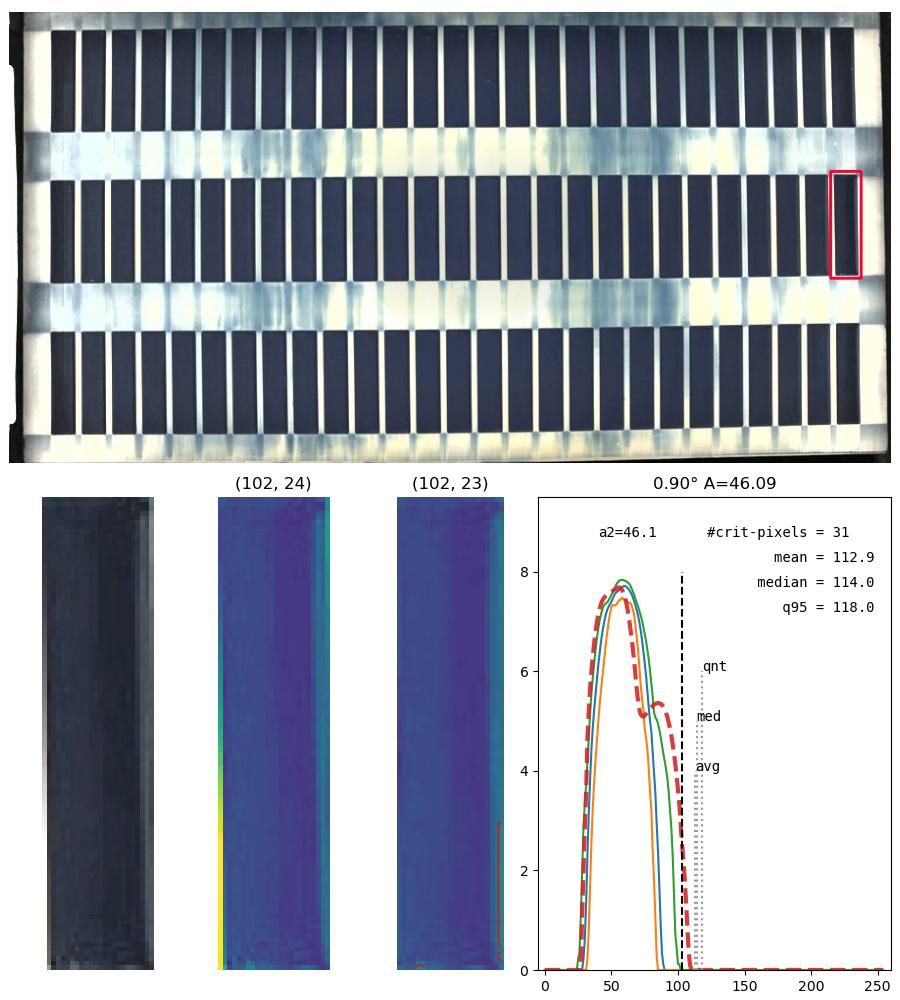 (102, 24)
(102, 23)
0.90° A=46.09
a2=46.1
#crit-pixels = 31
mean = 112.9
median = 114.0
q95 = 118.0
qnt
med
avg
8
6
4
2
0
0 50 100 150 200 250